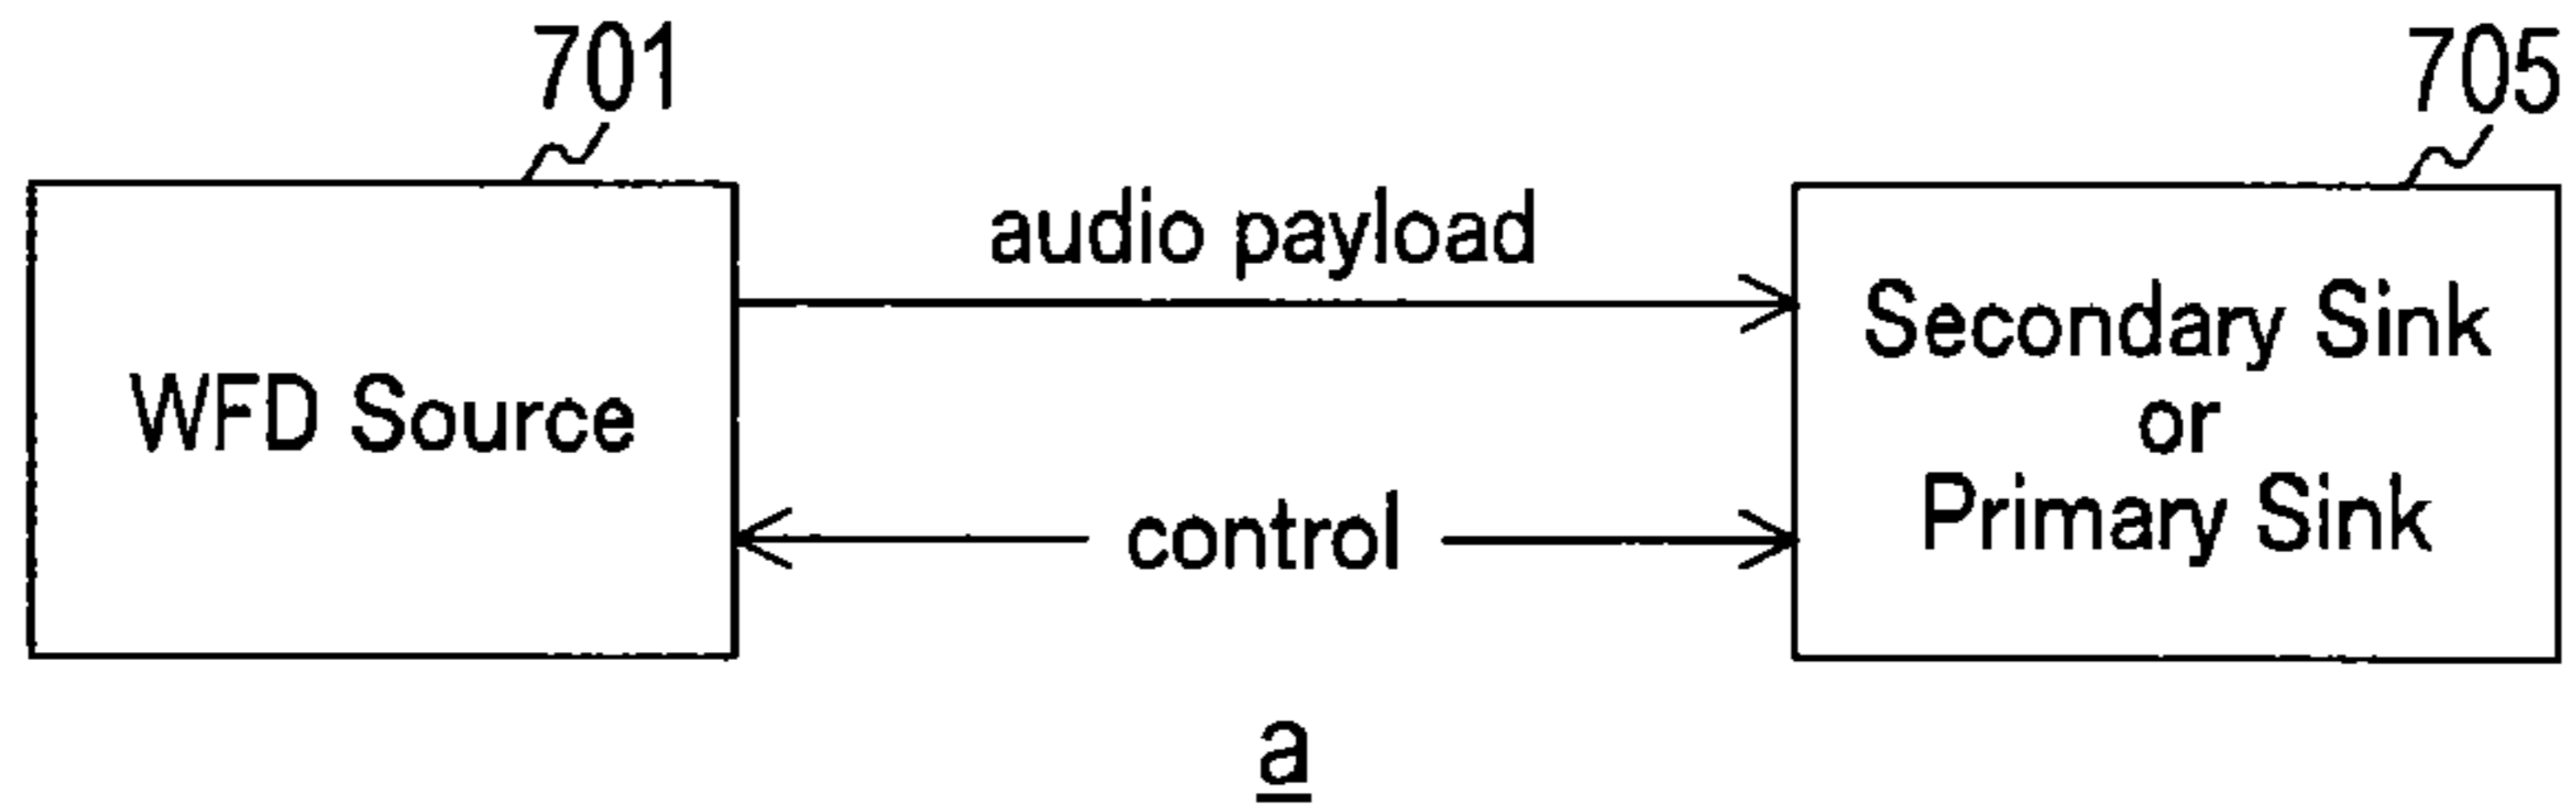 701
705
audio payload
WFD Source
Secondary Sink
or
Primary Sink
control
a